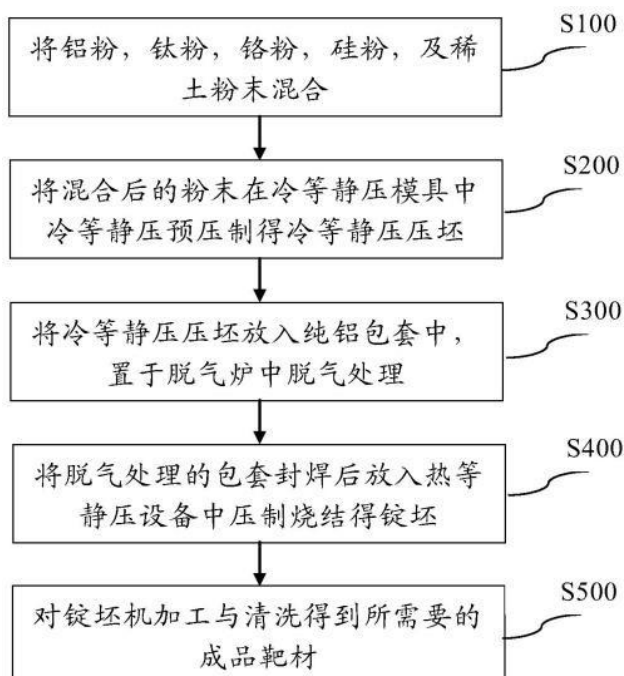 S100
将铝粉，钛粉，铬粉，硅粉，及稀
土粉末混合
S200
将混合后的粉末在冷等静压模具中
冷等静压预压制得冷等静压压坯
S300
将冷等静压压坯放入纯铝包套中，
置于脱气炉中脱气处理
S400
将脱气处理的包套封焊后放入热等
静压设备中压制烧结得锭坯
S500
对锭坯机加工与清洗得到所需要的
成品靶材